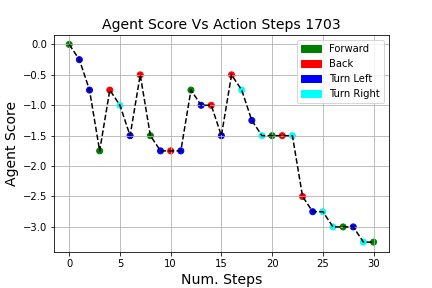 Agent Score Vs Action Steps 1703
Agent Score
0.0
−0.5
−1.0
−1.5
−2.0
−2.5
−3.0
Forward
Back
Turn Left
Turn Right
0 5 10 15 20 25 30
Num. Steps